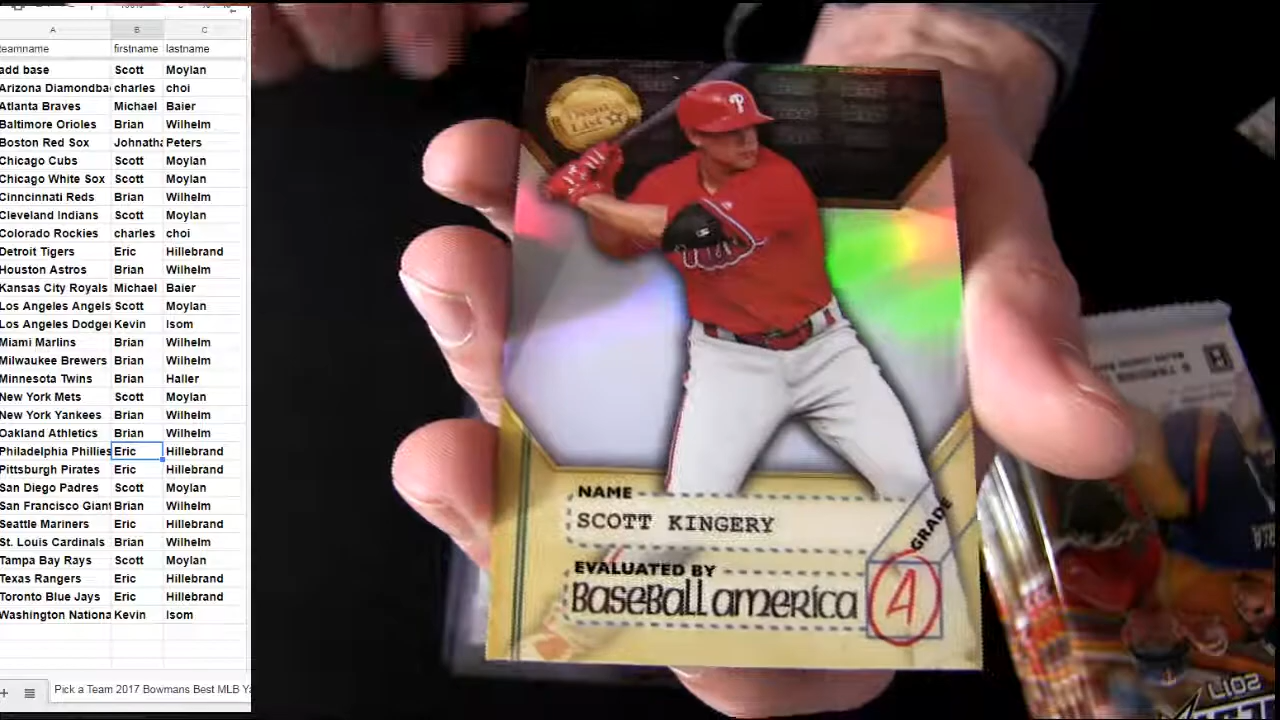 A B C
teamname firstname lastname
add base Scott Moylan
Arizona Diamondba charles choi
Atlanta Braves Michael Baier
Baltimore Orioles Brian Wilhelm
Boston Red Sox Johnatha Peters
Chicago Cubs Scott Moylan
Chicago White Sox Scott Moylan
Cinncinnati Reds Brian Wilhelm
Cleveland Indians Scott Moylan
Colorado Rockies charles choi
Detroit Tigers Eric Hillebrand
Houston Astros Brian Wilhelm
Kansas City Royals Michael Baier
Los Angeles Angels Scott Moylan
Los Angeles Dodger Kevin Isom
Miami Marlins Brian Wilhelm
Milwaukee Brewers Brian Wilhelm
Minnesota Twins Brian Haller
New York Mets Scott Moylan
New York Yankees Brian Wilhelm
Oakland Athletics Brian Wilhelm
Philadelphia Phillies Eric Hillebrand
Pittsburgh Pirates Eric Hillebrand
San Diego Padres Scott Moylan
San Francisco Giant Brian Wilhelm
Seattle Mariners Eric Hillebrand
St. Louis Cardinals Brian Wilhelm
Tampa Bay Rays Scott Moylan
Texas Rangers Eric Hillebrand
Toronto Blue Jays Eric Hillebrand
Washington Nationa Kevin Isom
Pick a Team 2017 Bowmans Best MLB Ya
P
NAME
SCOTT KINGERY
EVALUATED BY
BaseBall america
GRADE
4
2017